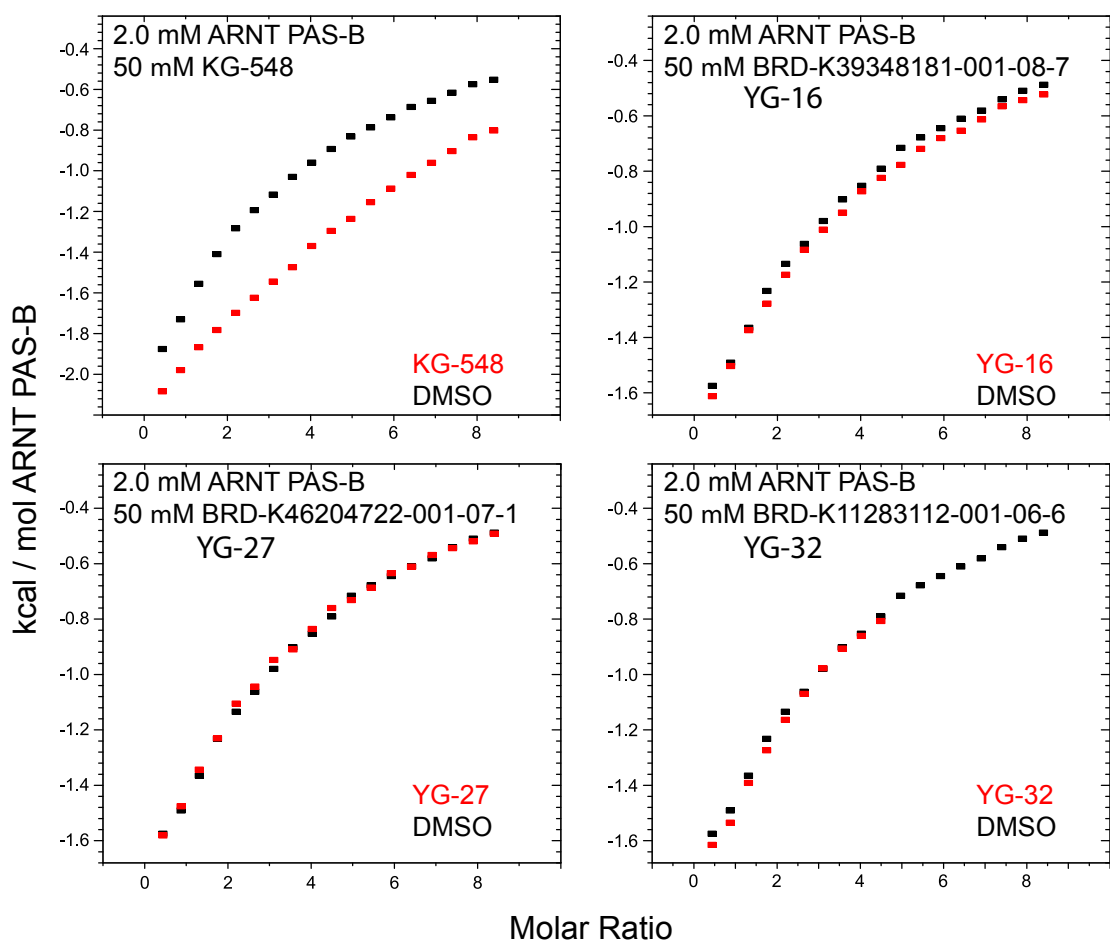 2.0 mM ARNT PAS-B
50 mM KG-548
-0.4
-0.6
-0.8
-1.0
-1.2
-1.4
-1.6
-1.8
-2.0
KG-548
DMSO
0 2 4 6 8
2.0 mM ARNT PAS-B
50 mM BRD-K39348181-001-08-7
YG-16
-0.4
-0.6
-0.8
-1.0
-1.2
-1.4
-1.6
YG-16
DMSO
0 2 4 6 8
2.0 mM ARNT PAS-B
50 mM BRD-K46204722-001-07-1
YG-27
-0.4
-0.6
-0.8
-1.0
-1.2
-1.4
-1.6
YG-27
DMSO
0 2 4 6 8
2.0 mM ARNT PAS-B
50 mM BRD-K11283112-001-06-6
YG-32
-0.4
-0.6
-0.8
-1.0
-1.2
-1.4
-1.6
YG-32
DMSO
0 2 4 6 8
kcal / mol ARNT PAS-B
Molar Ratio